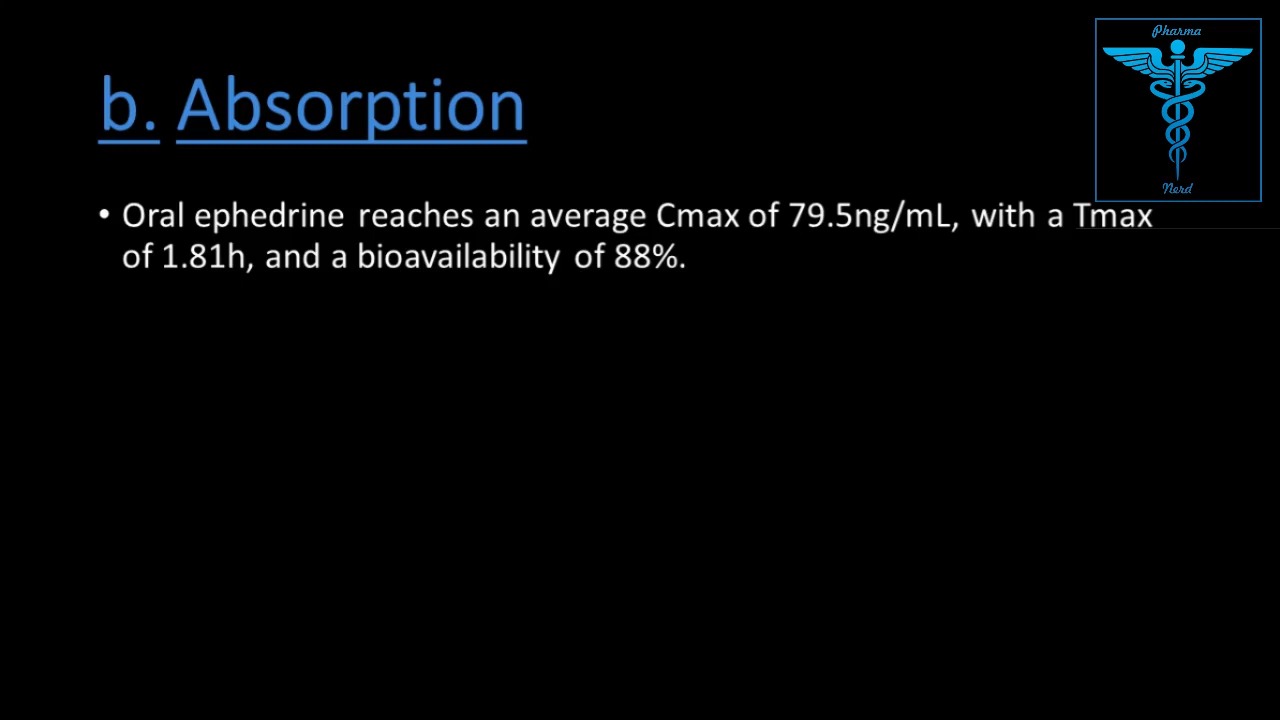 Pharma
Nerd
b. Absorption
• Oral ephedrine reaches an average Cmax of 79.5ng/mL, with a Tmax
of 1.81h, and a bioavailability of 88%.